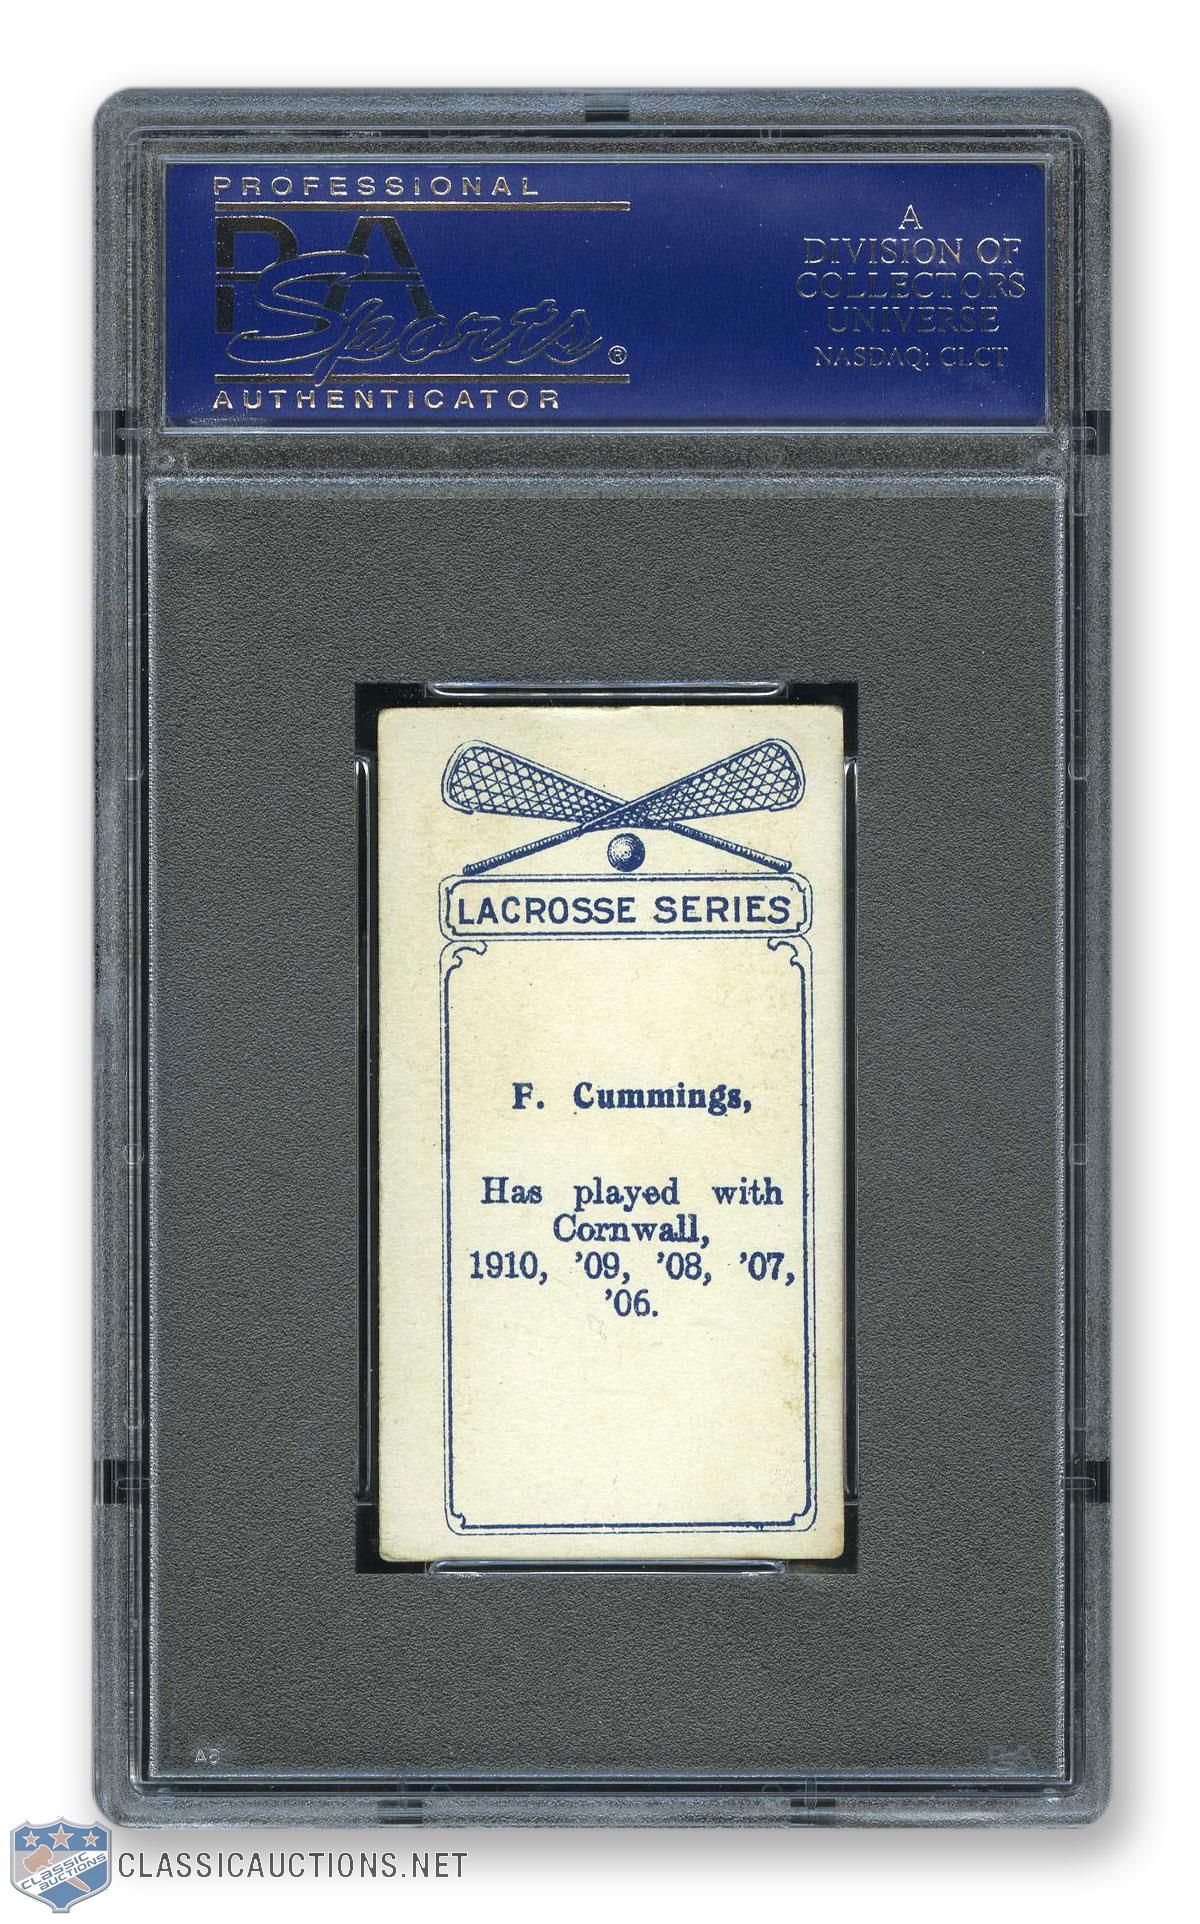 PROFESSIONAL
PSA
Sports®
AUTHENTICATOR
A
DIVISION OF
COLLECTORS
UNIVERSE
NASDAQ: CLCT
LACROSSE SERIES
F. Cummings,
Has played with
Cornwall,
1910, '09, '08, '07,
'06.
PSA
CLASSIC
AUCTIONS
CLASSICAUCTIONS.NET